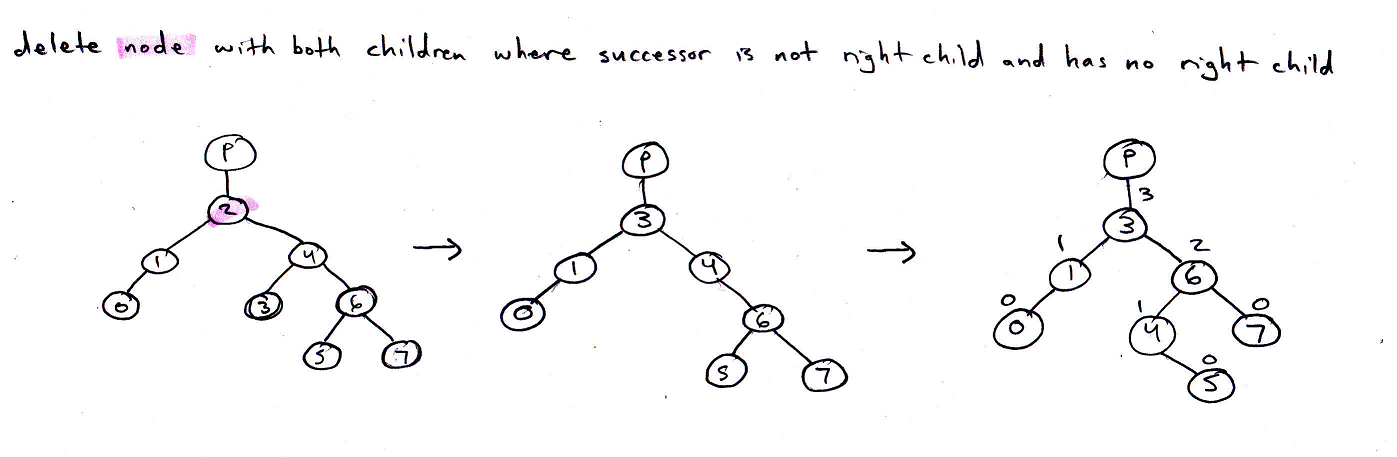 delete node with both children where successor is not right child and has no right child
P P P
3
2 3 3
1 4 1 4 1 1 2 6
0 3 6 0 6 0 0 1 4 0 7
5 7 5 7 0 5